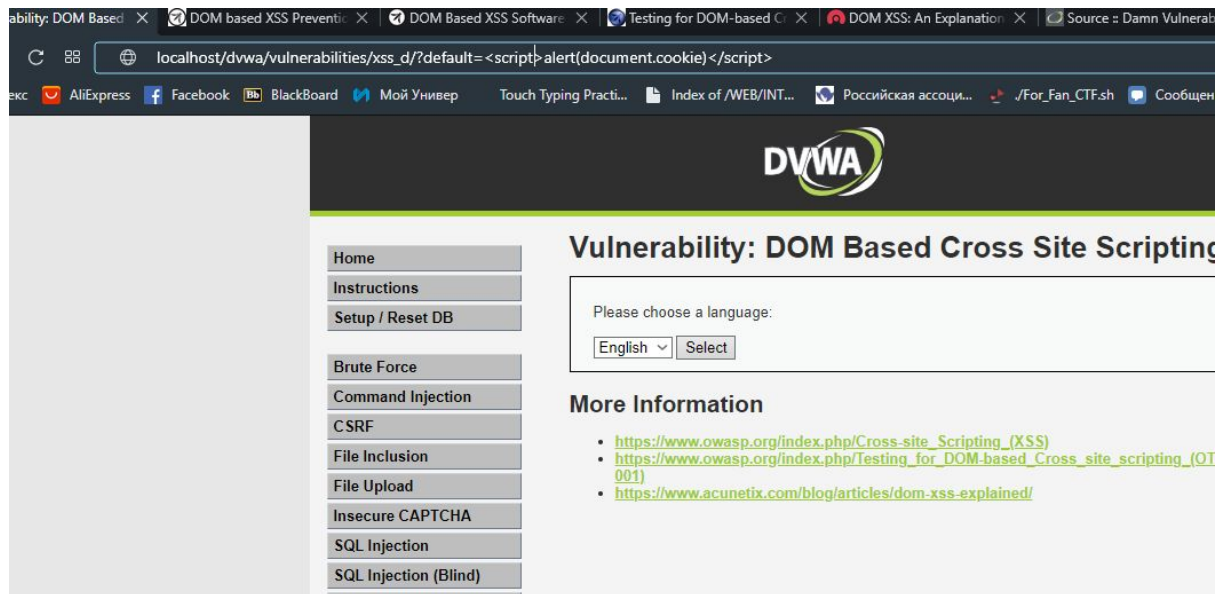 ability: DOM Based
DOM based XSS Preventic
DOM Based XSS Software
Testing for DOM-based Cr
DOM XSS: An Explanation
Source :: Damn Vulnerab
localhost/dvwa/vulnerabilities/xss_d/?default=<script>alert(document.cookie)</script>
екс AliExpress Facebook Bb BlackBoard Мой Универ Touch Typing Practi... Index of /WEB/INT... Российская ассоци... ./For_Fan_CTF.sh Сообщен
DVWA
Home
Instructions
Setup / Reset DB
Brute Force
Command Injection
CSRF
File Inclusion
File Upload
Insecure CAPTCHA
SQL Injection
SQL Injection (Blind)
Vulnerability: DOM Based Cross Site Scripting
Please choose a language:
English Select
More Information
https://www.owasp.org/index.php/Cross-site_Scripting_(XSS)
https://www.owasp.org/index.php/Testing_for_DOM-based_Cross_site_scripting_(OT
001)
https://www.acunetix.com/blog/articles/dom-xss-explained/